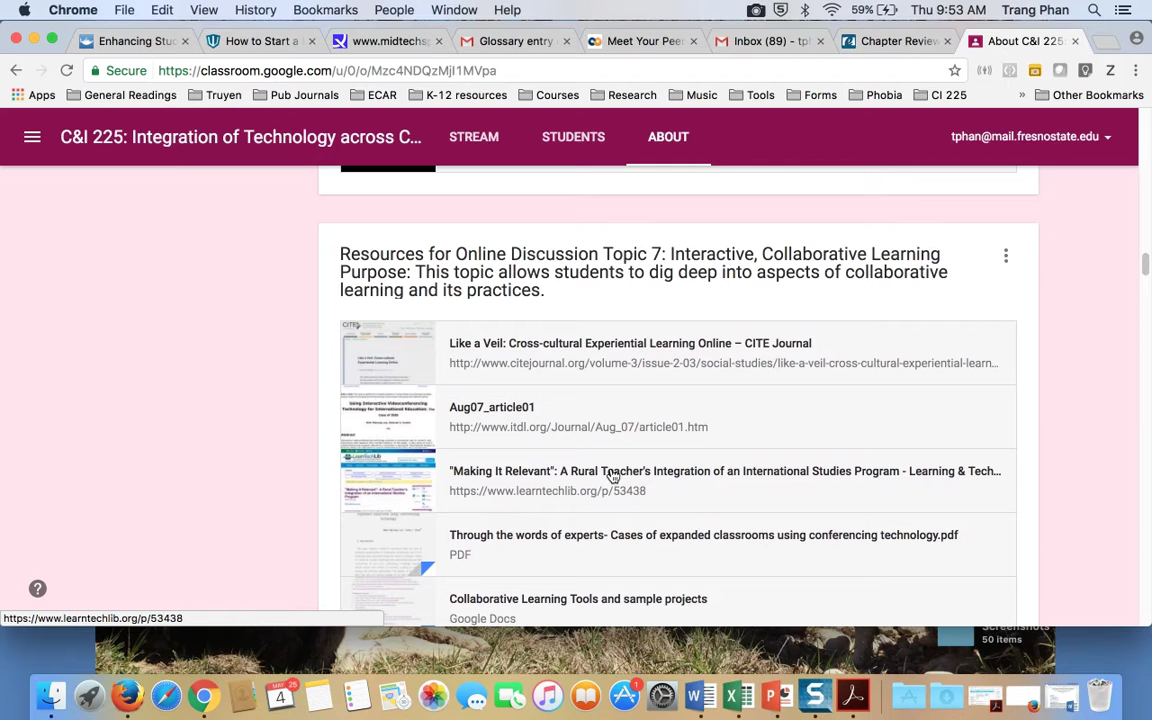 Chrome File Edit View History Bookmarks People Window Help 59% Thu 9:53 AM Trang Phan
Enhancing Stu How to Start a www.midtechs Glossary entry Meet Your Pee Inbox (89) - tp Chapter Review About C&I 225:
Secure https://classroom.google.com/u/0/o/Mzc4NDQzMjI1MVpa
Apps General Readings Truyen Pub Journals ECAR K-12 resources Courses Research Music Tools Forms Phobia CI 225 » Other Bookmarks
C&I 225: Integration of Technology across C... STREAM STUDENTS ABOUT tphan@mail.fresnostate.edu
Resources for Online Discussion Topic 7: Interactive, Collaborative Learning
Purpose: This topic allows students to dig deep into aspects of collaborative
learning and its practices.
Like a Veil: Cross-cultural Experiential Learning Online – CITE Journal
http://www.citejournal.org/volume-3/issue-2-03/social-studies/like-a-veil-cross-cultural-experiential-learn...
Aug07_article01
http://www.itdl.org/Journal/Aug_07/article01.htm
"Making It Relevant": A Rural Teacher's Integration of an International Studies Program - Learning & Tech...
https://www.learntechlib.org/p/53438
Through the words of experts- Cases of expanded classrooms using conferencing technology.pdf
PDF
Collaborative Learning Tools and sample projects
Google Docs
https://www.learntechlib.org/p/53438
Screenshots
50 items